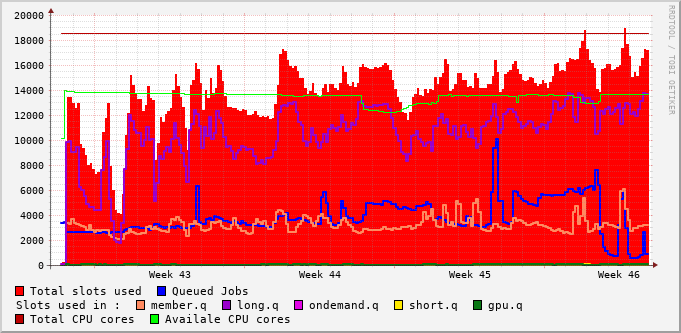 20000
18000
16000
14000
12000
10000
8000
6000
4000
2000
0
Week 43 Week 44 Week 45 Week 46
RRDTOOL / TOBI OETIKER
Total slots used Queued Jobs
Slots used in : member.q long.q ondemand.q short.q gpu.q
Total CPU cores Availale CPU cores